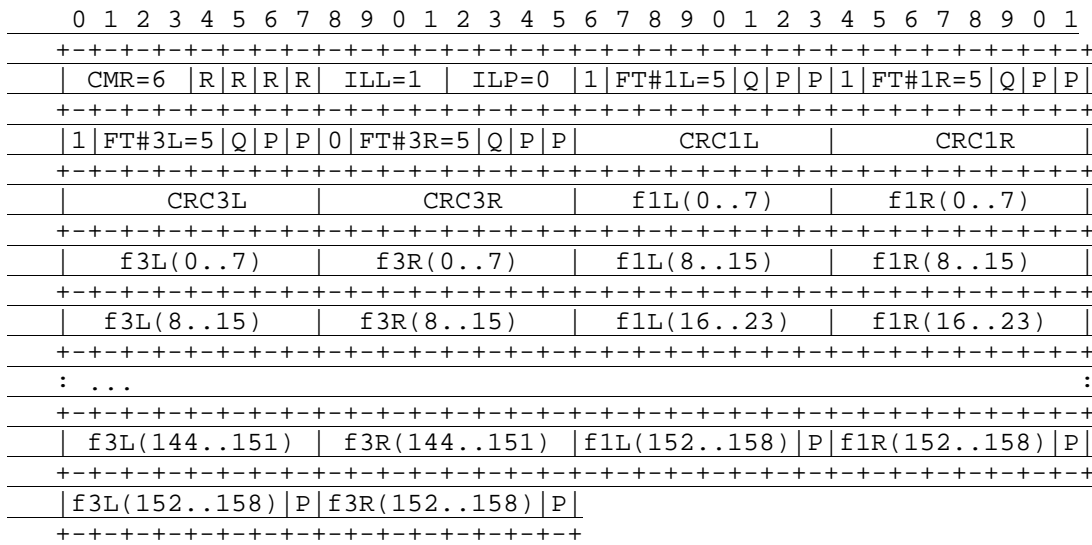 0 1 2 3 4 5 6 7 8 9 0 1 2 3 4 5 6 7 8 9 0 1 2 3 4 5 6 7 8 9 0 1
+-+-+-+-+-+-+-+-+-+-+-+-+-+-+-+-+-+-+-+-+-+-+-+-+-+-+-+-+-+-+-+-+
| CMR=6 |R|R|R|R| ILL=1 | ILP=0 |1|FT#1L=5|Q|P|P|1|FT#1R=5|Q|P|P|
+-+-+-+-+-+-+-+-+-+-+-+-+-+-+-+-+-+-+-+-+-+-+-+-+-+-+-+-+-+-+-+-+
|1|FT#3L=5|Q|P|P|0|FT#3R=5|Q|P|P|     CRC1L     |     CRC1R     |
+-+-+-+-+-+-+-+-+-+-+-+-+-+-+-+-+-+-+-+-+-+-+-+-+-+-+-+-+-+-+-+-+
|     CRC3L     |     CRC3R     |   f1L(0..7)   |   f1R(0..7)   |
+-+-+-+-+-+-+-+-+-+-+-+-+-+-+-+-+-+-+-+-+-+-+-+-+-+-+-+-+-+-+-+-+
|   f3L(0..7)   |   f3R(0..7)   |  f1L(8..15)   |  f1R(8..15)   |
+-+-+-+-+-+-+-+-+-+-+-+-+-+-+-+-+-+-+-+-+-+-+-+-+-+-+-+-+-+-+-+-+
|  f3L(8..15)   |  f3R(8..15)   |  f1L(16..23)  |  f1R(16..23)  |
+-+-+-+-+-+-+-+-+-+-+-+-+-+-+-+-+-+-+-+-+-+-+-+-+-+-+-+-+-+-+-+-+
: ...                                                           :
+-+-+-+-+-+-+-+-+-+-+-+-+-+-+-+-+-+-+-+-+-+-+-+-+-+-+-+-+-+-+-+-+
| f3L(144..151) | f3R(144..151) |f1L(152..158)|P|f1R(152..158)|P|
+-+-+-+-+-+-+-+-+-+-+-+-+-+-+-+-+-+-+-+-+-+-+-+-+-+-+-+-+-+-+-+-+
|f3L(152..158)|P|f3R(152..158)|P|
+-+-+-+-+-+-+-+-+-+-+-+-+-+-+-+-+